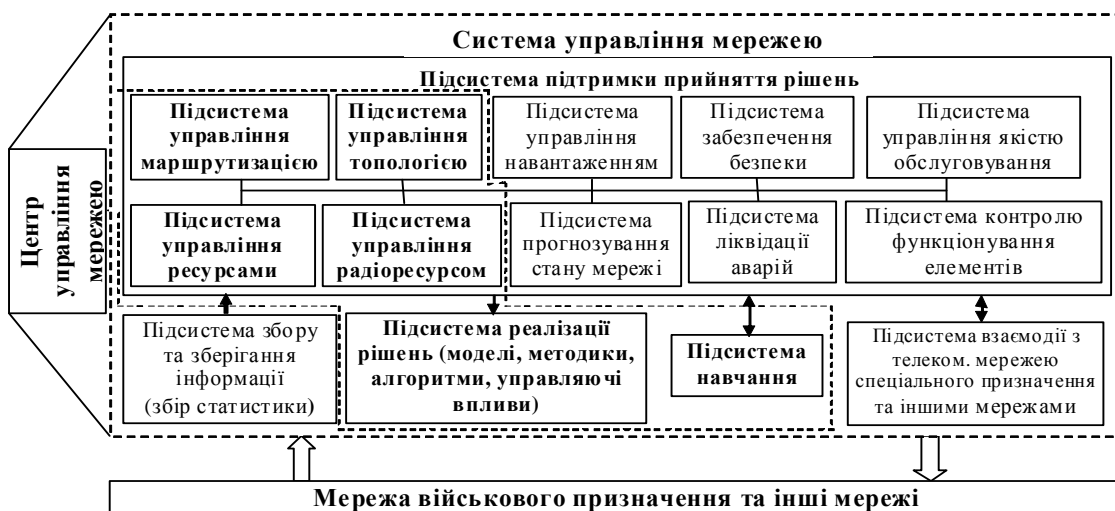 Система управління мережею
Підсистема підтримки прийняття рішень
Центр
управління
мережею
Підсистема
управління
маршрутизацією
Підсистема
управління
топологією
Підсистема
управління
навантаженням
Підсистема
забезпечення
безпеки
Підсистема
управління якістю
обслуговування
Підсистема
управління
ресурсами
Підсистема
управління
радіоресурсом
Підсистема
прогнозування
стану мережі
Підсистема
ліквідації
аварій
Підсистема контролю
функціонування
елементів
Підсистема збору
та зберігання
інформації
(збір статистики)
Підсистема реалізації
рішень (моделі, методики,
алгоритми, управляючі
впливи)
Підсистема
навчання
Підсистема взаємодії з
телеком. мережею
спеціального призначення
та іншими мережами
Мережа військового призначення та інші мережі